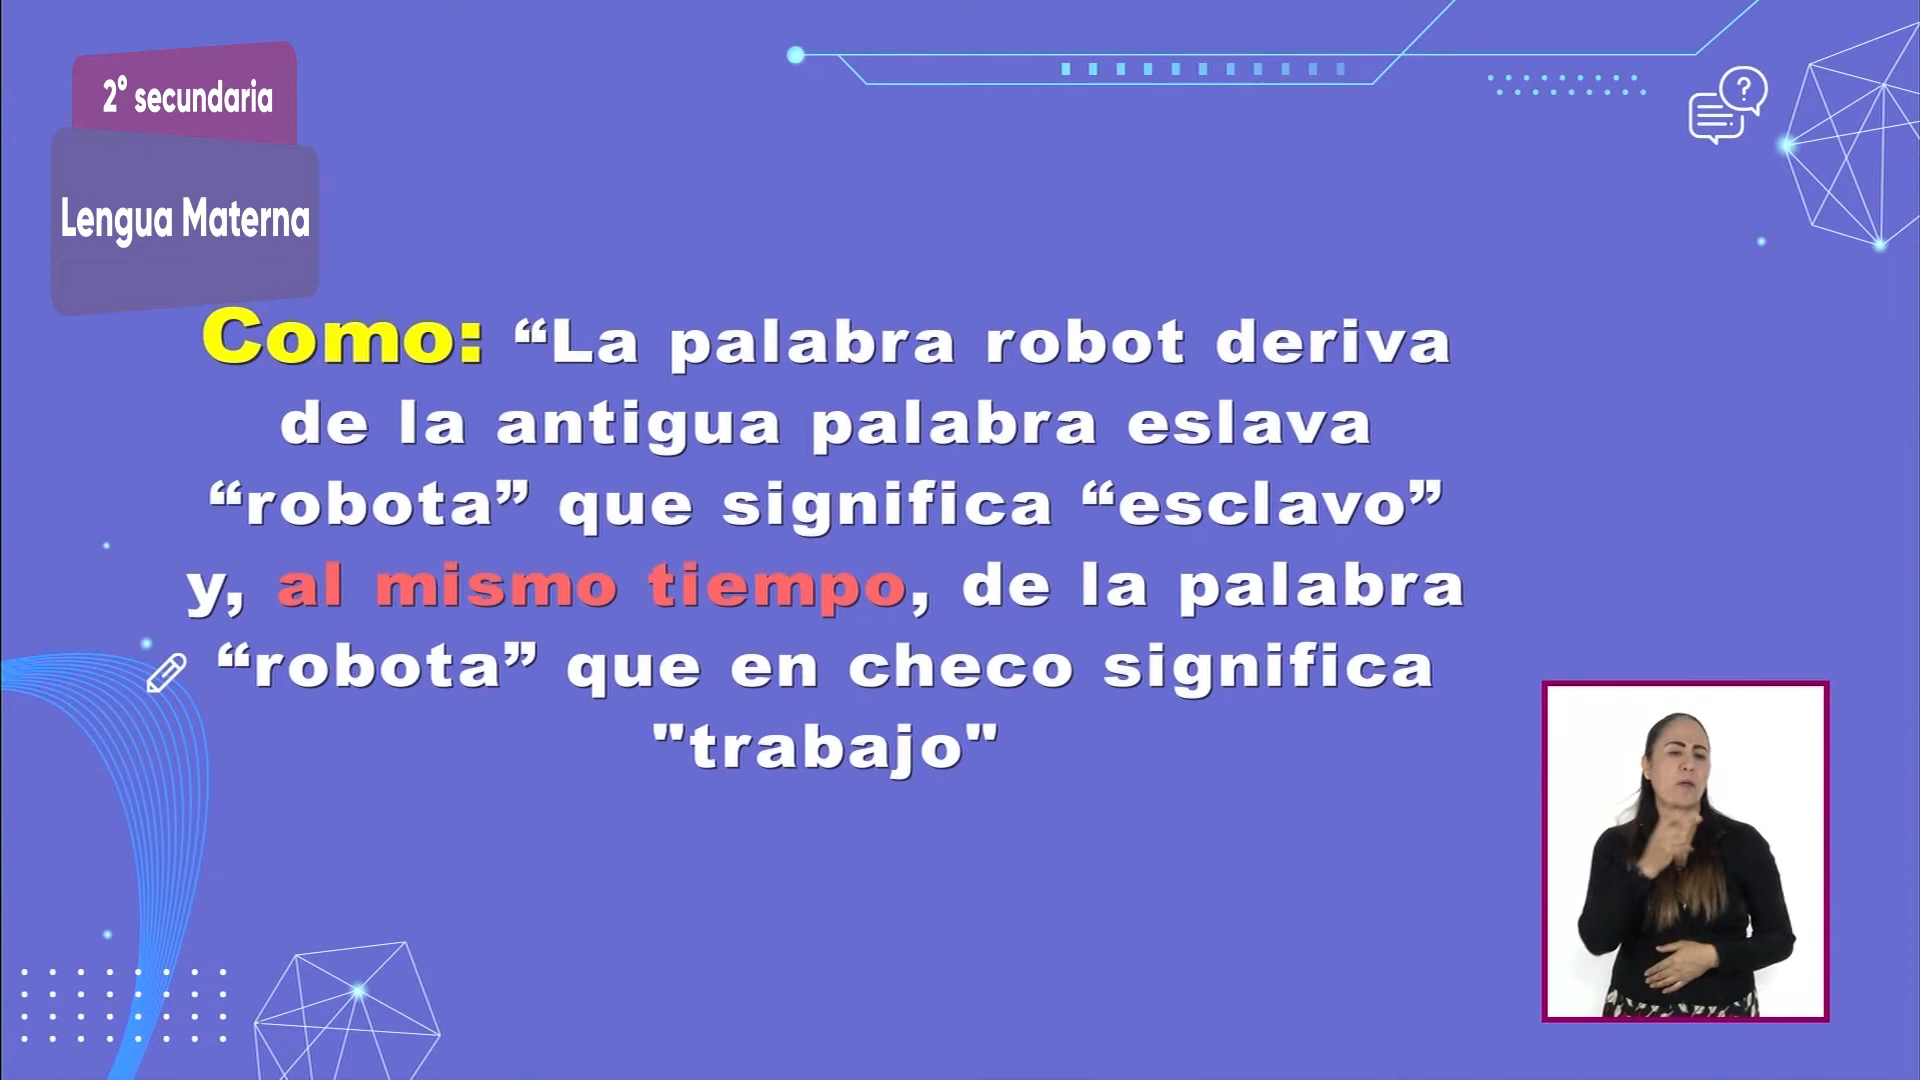 2° secundaria
Lengua Materna
Como: “La palabra robot deriva
de la antigua palabra eslava
“robota” que significa “esclavo”
y, al mismo tiempo, de la palabra
“robota” que en checo significa
"trabajo"
?